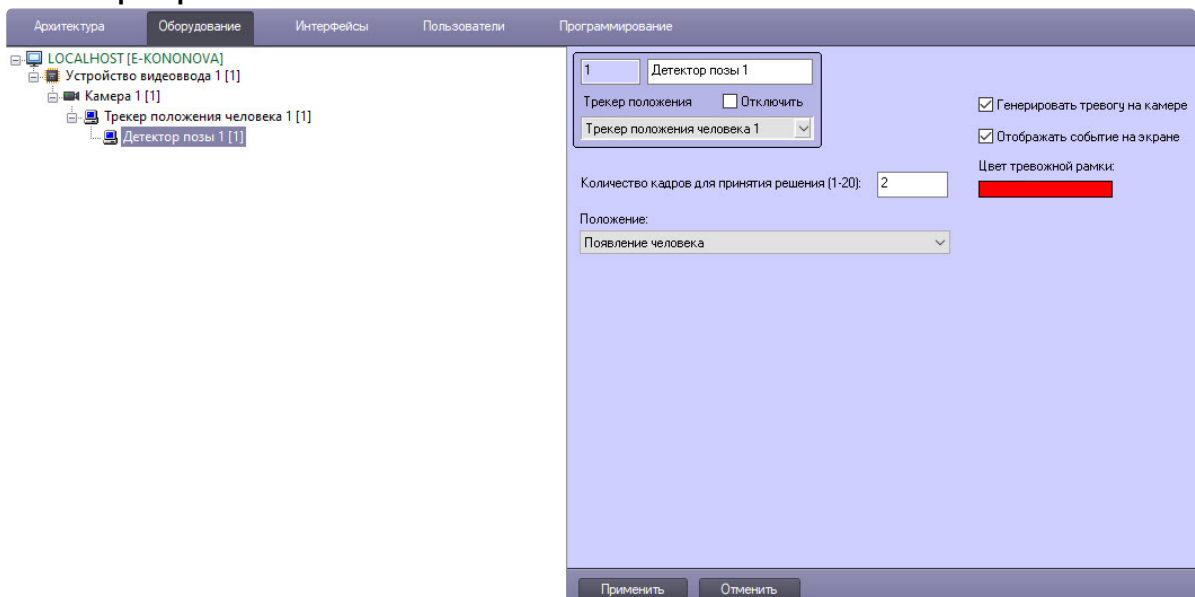 Архитектура Оборудование Интерфейсы Пользователи Программирование
LOCALHOST [E-KONONOVA]
Устройство видеоввода 1 [1]
Камера 1 [1]
Трекер положения человека 1 [1]
Детектор позы 1 [1]
1 Детектор позы 1
Трекер положения Отключить
Трекер положения человека 1
Количество кадров для принятия решения (1-20): 2
Положение:
Появление человека
Генерировать тревогу на камере
Отображать событие на экране
Цвет тревожной рамки:
Применить Отменить